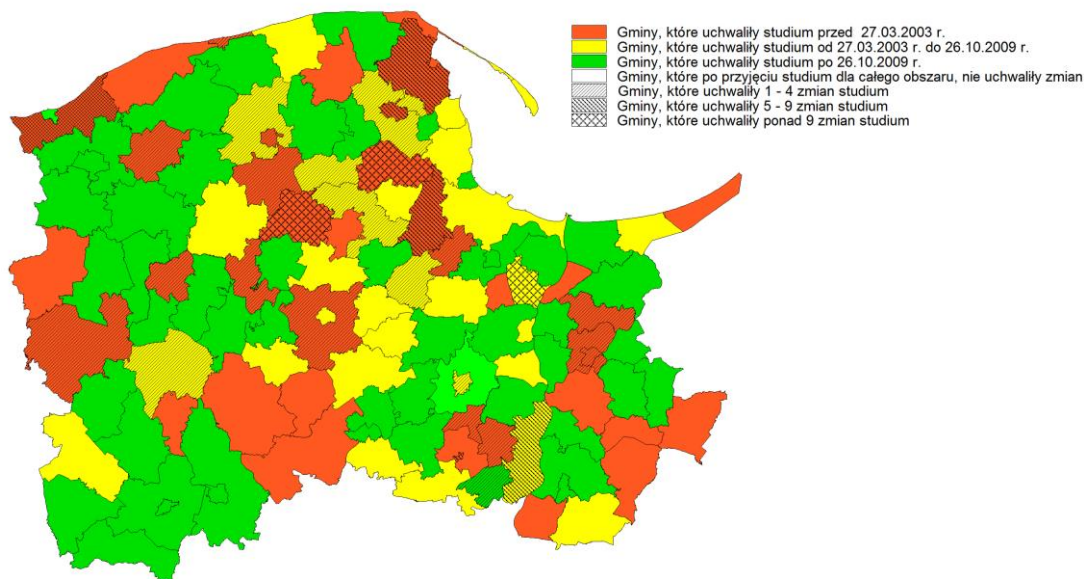 Gminy, które uchwaliły studium przed  27.03.2003 r.
Gminy, które uchwaliły studium od 27.03.2003 r. do 26.10.2009 r.
Gminy, które uchwaliły studium po 26.10.2009 r.
Gminy, które po przyjęciu studium dla całego obszaru, nie uchwaliły zmian
Gminy, które uchwaliły 1 - 4 zmian studium
Gminy, które uchwaliły 5 - 9 zmian studium
Gminy, które uchwaliły ponad 9 zmian studium